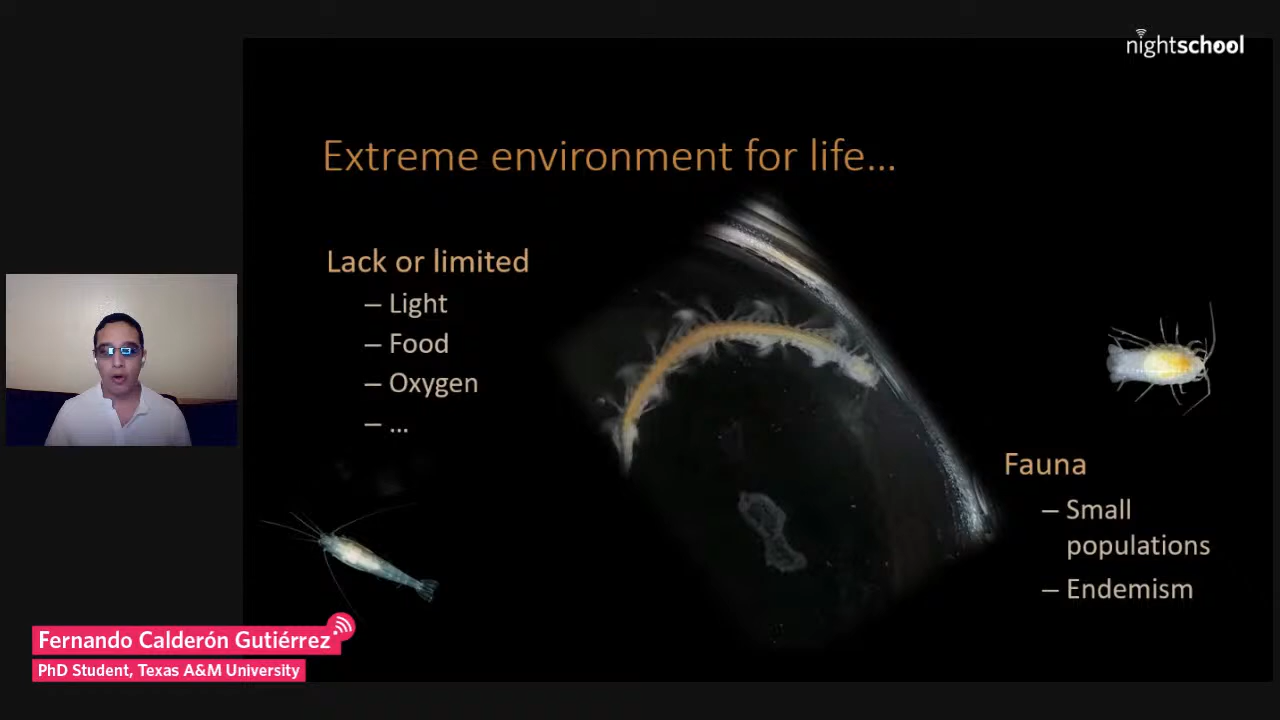 nightschool
Extreme environment for life...
Lack or limited
– Light
– Food
– Oxygen
– ...
Fauna
– Small
populations
– Endemism
Fernando Calderón Gutiérrez
PhD Student, Texas A&M University